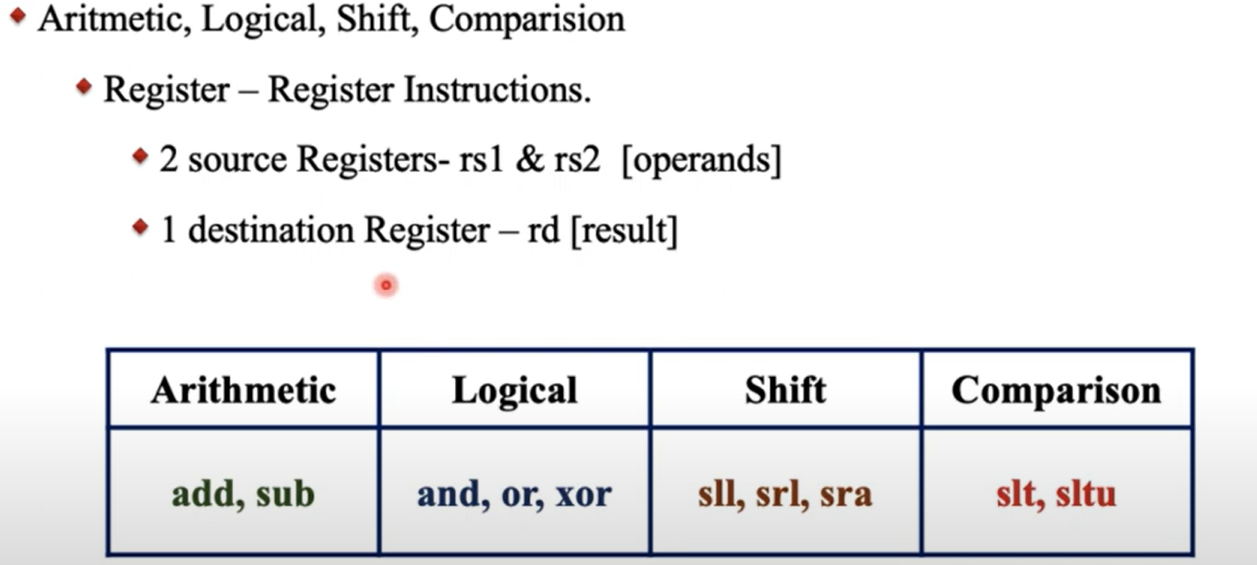 Aritmetic, Logical, Shift, Comparision
Register – Register Instructions.
2 source Registers- rs1 & rs2 [operands]
1 destination Register – rd [result]
Arithmetic Logical Shift Comparison
add, sub and, or, xor sll, srl, sra slt, sltu